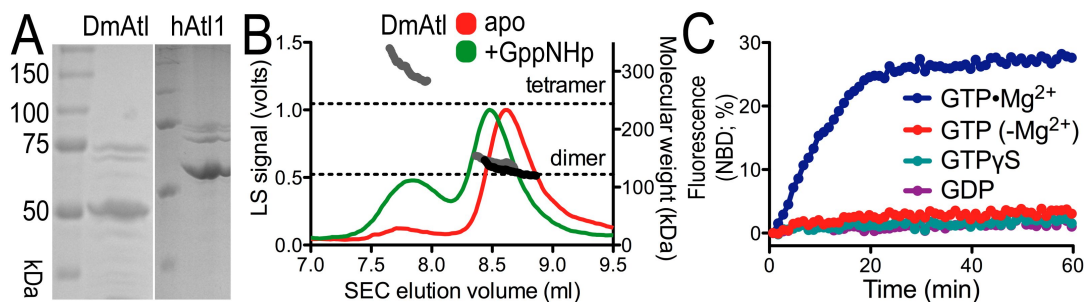 A
DmAtl hAtl1
150
100
75
50
kDa
B
DmAtl
apo
+GppNHp
tetramer
dimer
LS signal (volts)
1.5
1.0
0.5
0.0
7.0 7.5 8.0 8.5 9.0 9.5
SEC elution volume (ml)
300
200
100
0
Molecular weight (kDa)
C
Fluorescence
(NBD; %)
30
20
10
0
0 20 40 60
Time (min)
GTP•Mg²⁺
GTP (-Mg²⁺)
GTPγS
GDP